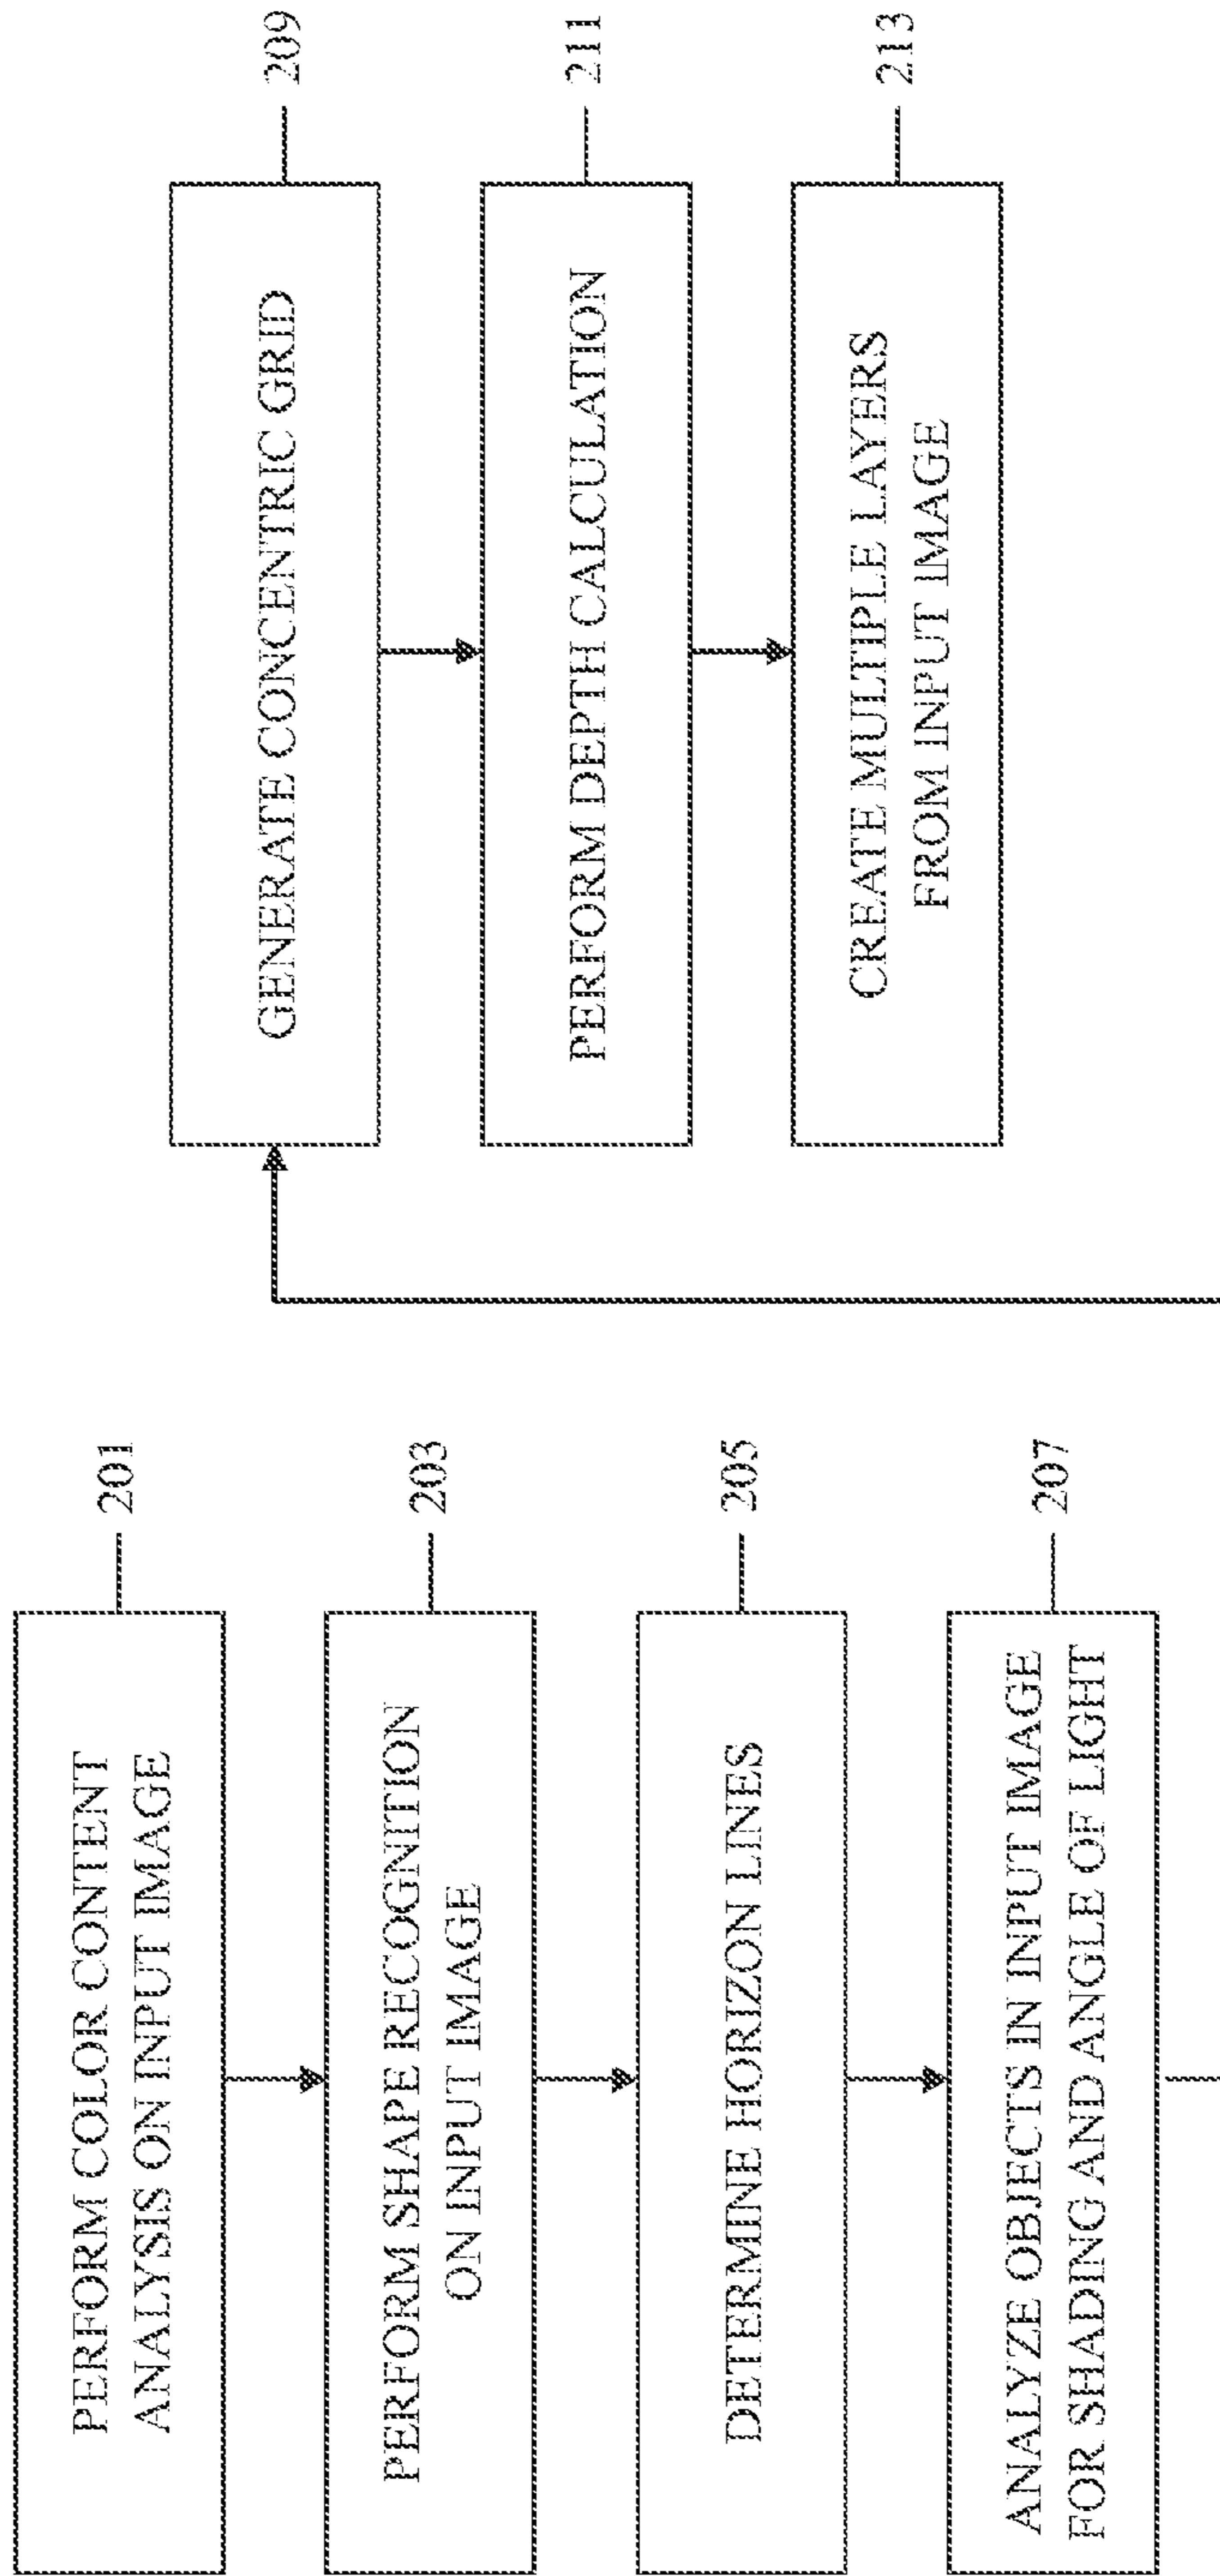 PERFORM COLOR CONTENT
ANALYSIS ON INPUT IMAGE
201
PERFORM SHAPE RECOGNITION
ON INPUT IMAGE
203
DETERMINE HORIZON LINES
205
ANALYZE OBJECTS IN INPUT IMAGE
FOR SHADING AND ANGLE OF LIGHT
207
GENERATE CONCENTRIC GRID
209
PERFORM DEPTH CALCULATION
211
CREATE MULTIPLE LAYERS
FROM INPUT IMAGE
213